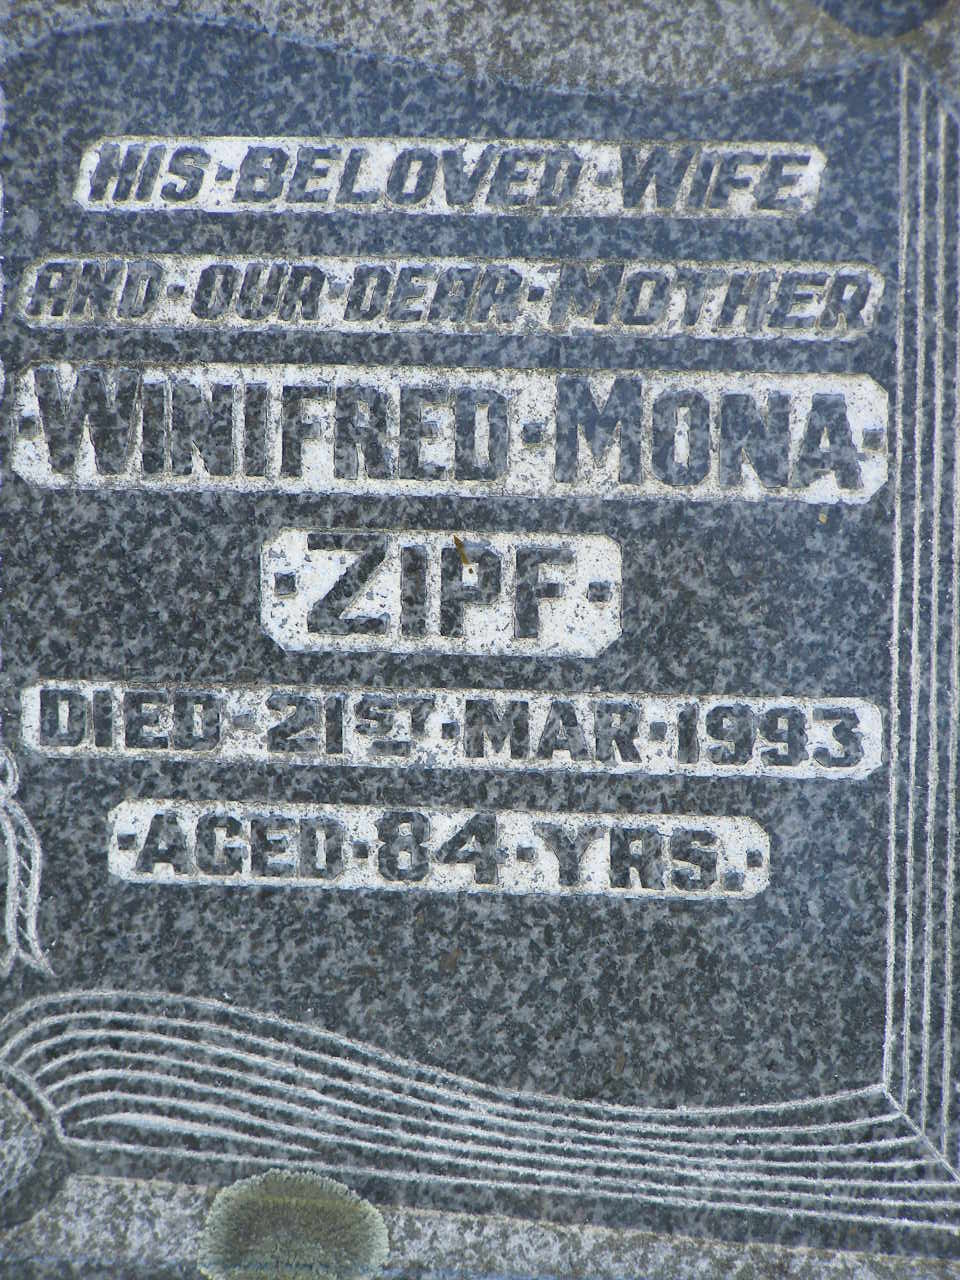 HIS·BELOVED·WIFE
AND·OUR·DEAR·MOTHER
·WINIFRED·MONA·
·ZIPF·
DIED·21ST·MAR·1993
·AGED·84·YRS.·